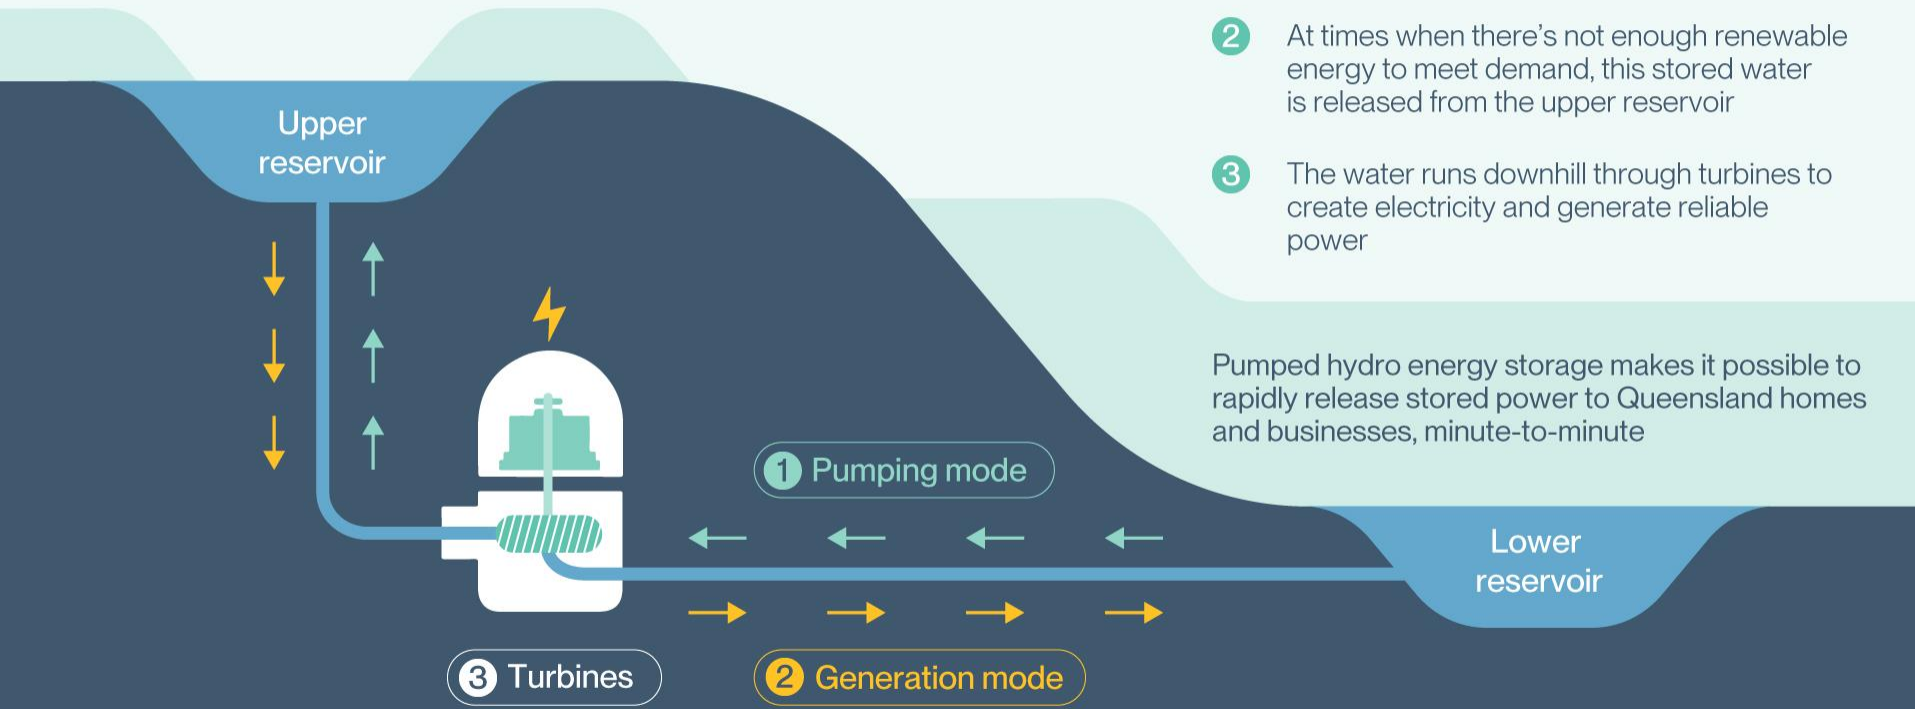 2
At times when there’s not enough renewable
energy to meet demand, this stored water
is released from the upper reservoir
3
The water runs downhill through turbines to
create electricity and generate reliable
power
Pumped hydro energy storage makes it possible to
rapidly release stored power to Queensland homes
and businesses, minute-to-minute
Upper
reservoir
1 Pumping mode
Lower
reservoir
3 Turbines
2 Generation mode